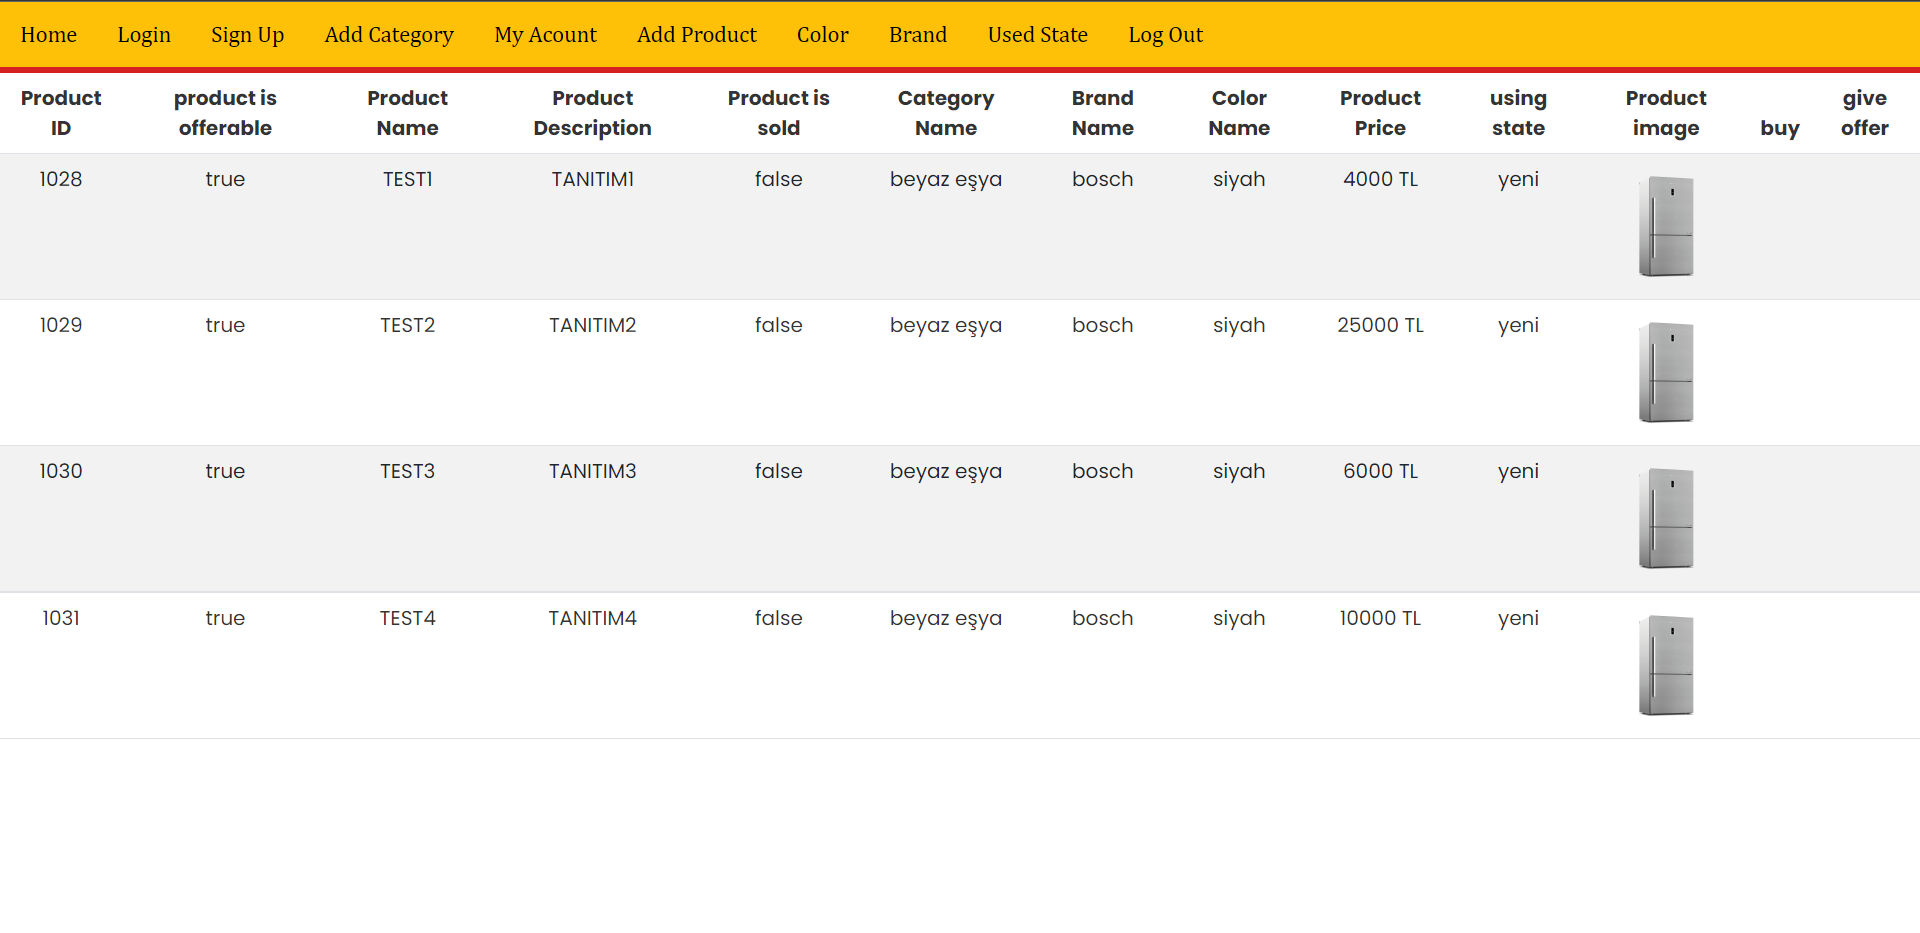 Home Login Sign Up Add Category My Acount Add Product Color Brand Used State Log Out
Product ID product is offerable Product Name Product Description Product is sold Category Name Brand Name Color Name Product Price using state Product image buy give offer
1028 true TEST1 TANITIM1 false beyaz eşya bosch siyah 4000 TL yeni
1029 true TEST2 TANITIM2 false beyaz eşya bosch siyah 25000 TL yeni
1030 true TEST3 TANITIM3 false beyaz eşya bosch siyah 6000 TL yeni
1031 true TEST4 TANITIM4 false beyaz eşya bosch siyah 10000 TL yeni